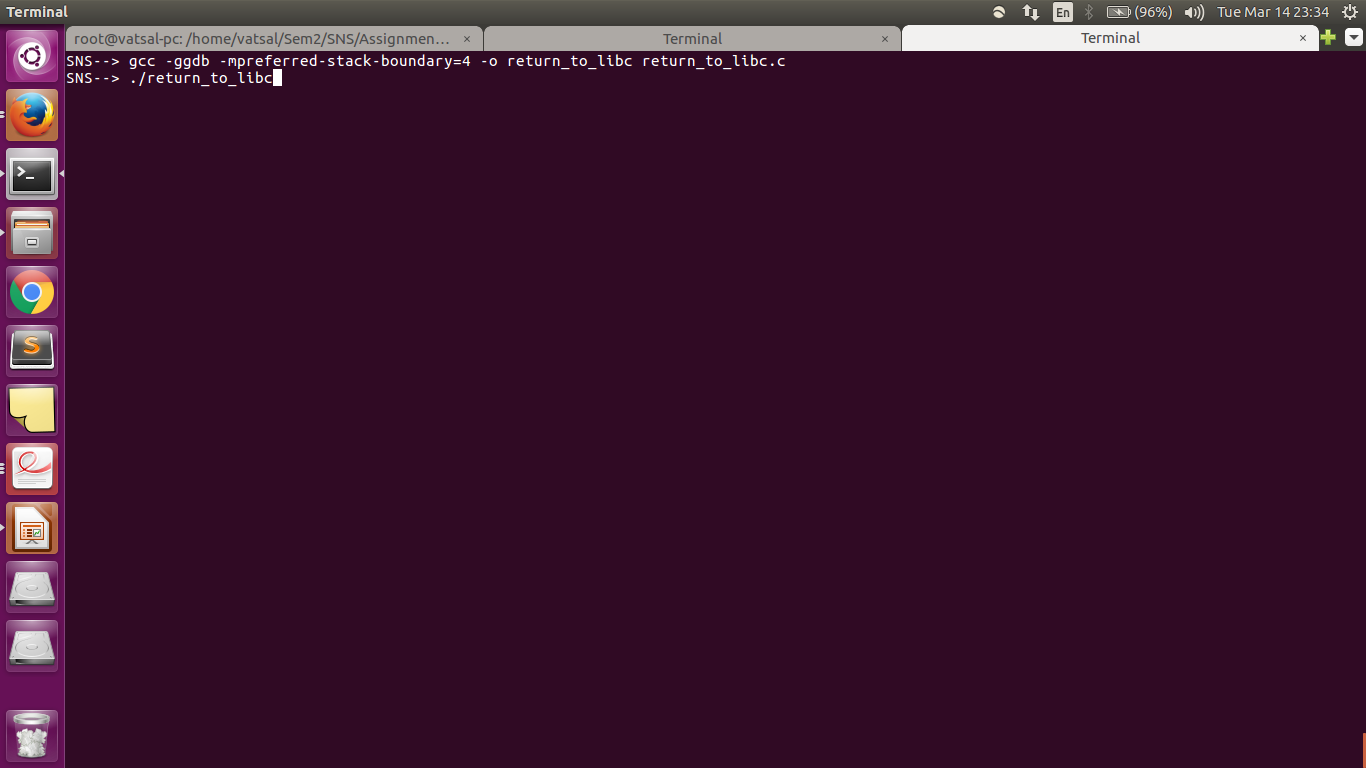 Terminal
En
(96%)
Tue Mar 14 23:34
root@vatsal-pc: /home/vatsal/Sem2/SNS/Assignmen... ×
Terminal ×
Terminal ×
SNS--> gcc -ggdb -mpreferred-stack-boundary=4 -o return_to_libc return_to_libc.c
SNS--> ./return_to_libc
S